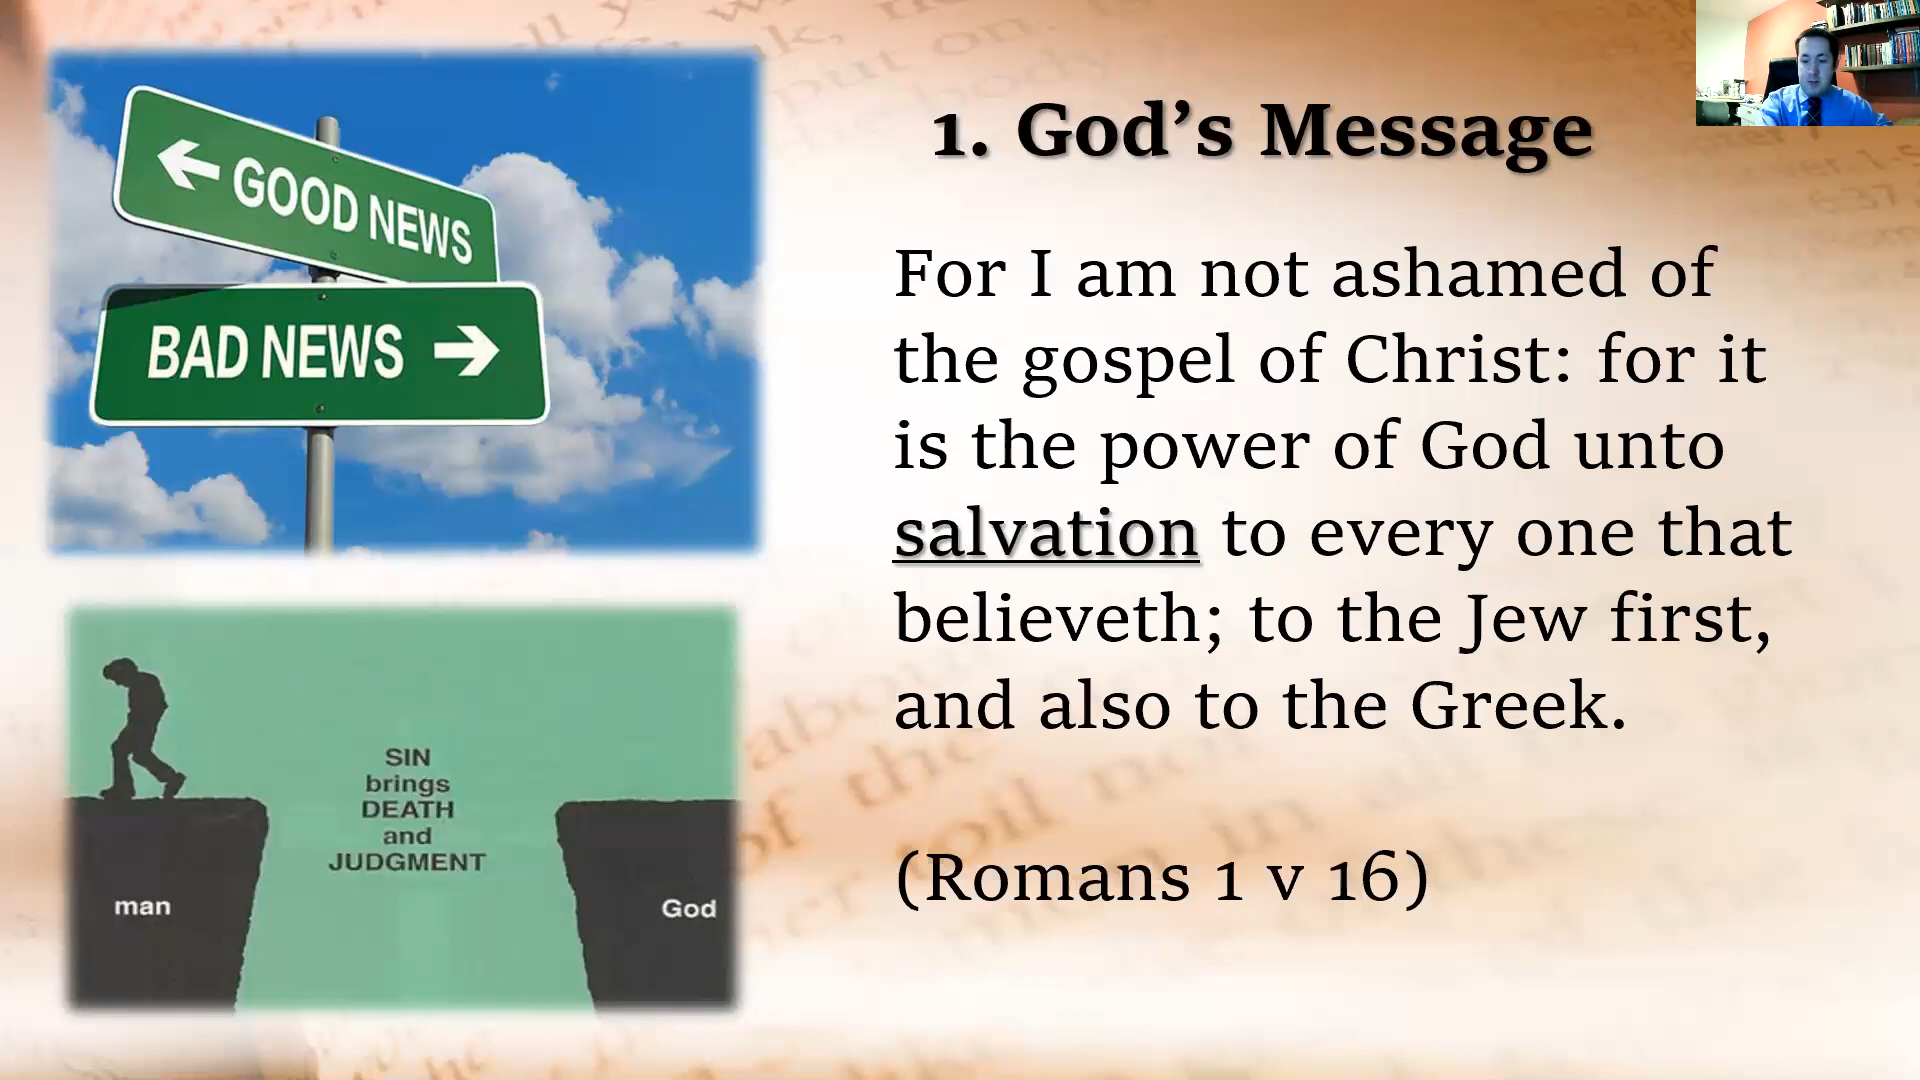 1. God’s Message
← GOOD NEWS
BAD NEWS →
For I am not ashamed of
the gospel of Christ: for it
is the power of God unto
salvation to every one that
believeth; to the Jew first,
and also to the Greek.
(Romans 1 v 16)
SIN
brings
DEATH
and
JUDGMENT
man
God